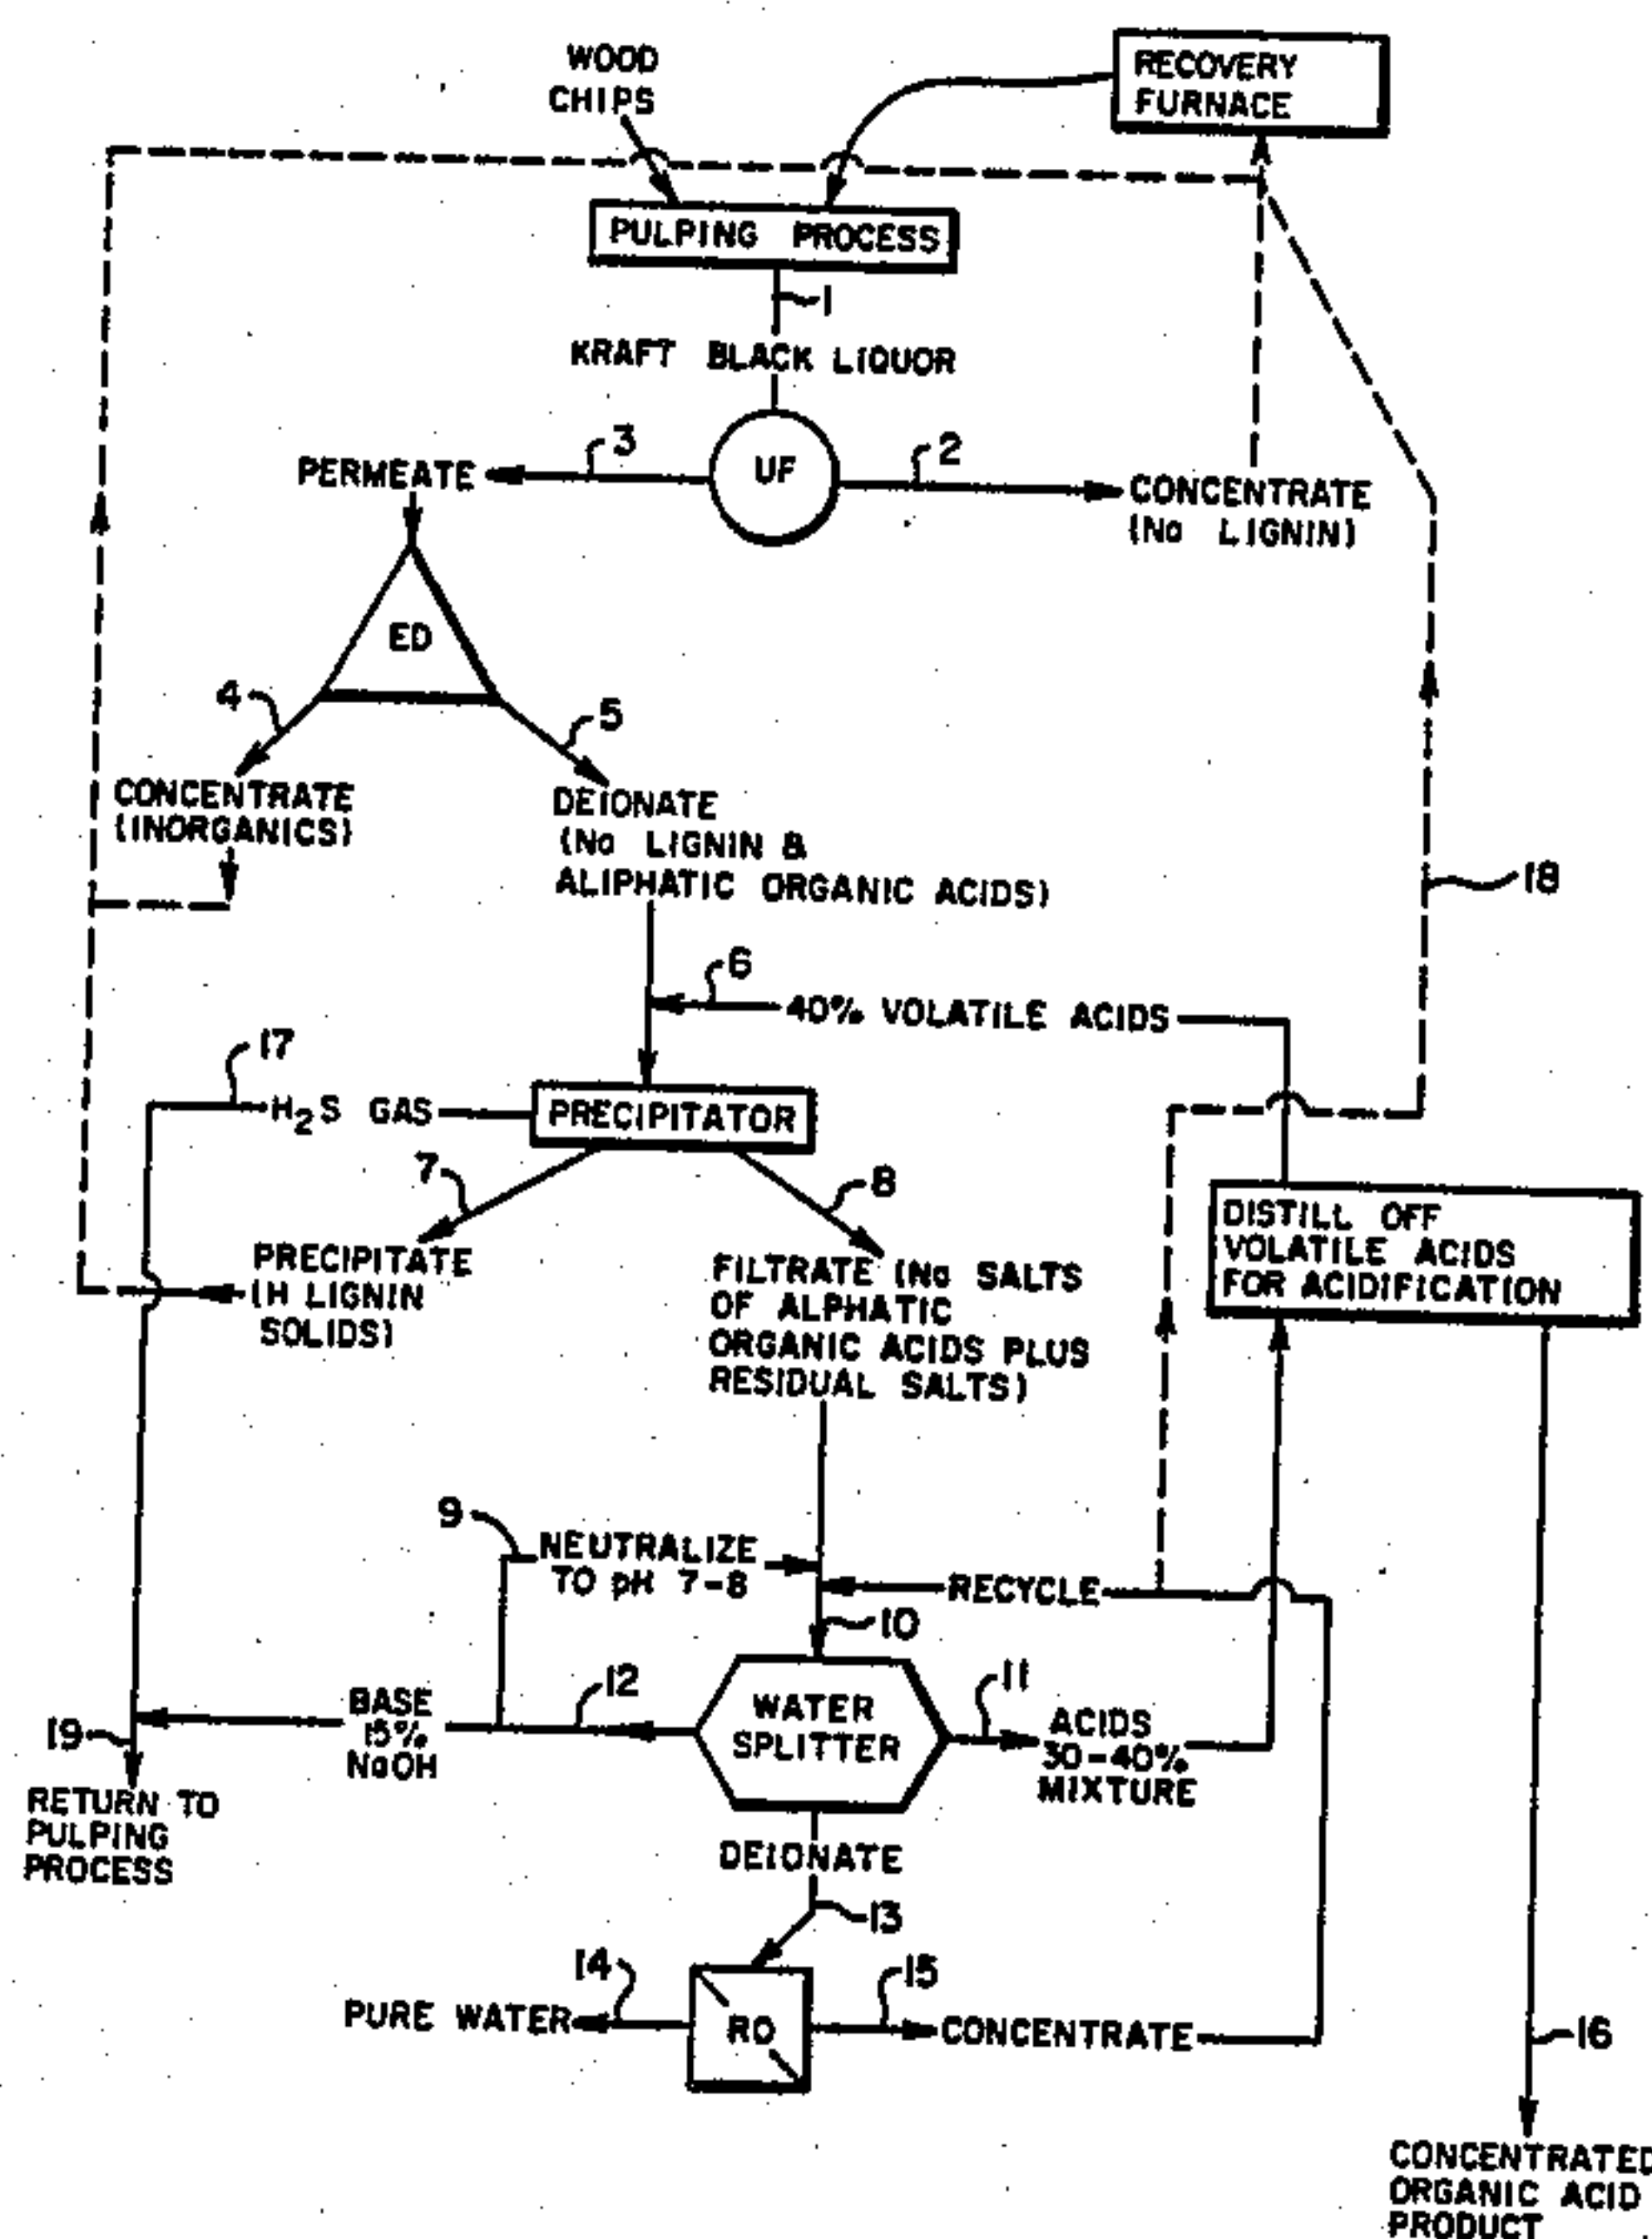 WOOD
CHIPS
RECOVERY
FURNACE
PULPING PROCESS
1
KRAFT BLACK LIQUOR
3
2
PERMEATE
UF
CONCENTRATE
(Na LIGNIN)
ED
4
5
CONCENTRATE
(INORGANICS)
DEIONATE
(Na LIGNIN &
ALIPHATIC ORGANIC ACIDS)
18
6
40% VOLATILE ACIDS
17
H2S GAS
PRECIPITATOR
7
8
DISTILL OFF
VOLATILE ACIDS
FOR ACIDIFICATION
PRECIPITATE
(H LIGNIN
SOLIDS)
FILTRATE (Na SALTS
OF ALPHATIC
ORGANIC ACIDS PLUS
RESIDUAL SALTS)
9
NEUTRALIZE
TO pH 7-8
RECYCLE
10
12
11
BASE
15%
NaOH
WATER
SPLITTER
ACIDS
30-40%
MIXTURE
19
RETURN TO
PULPING
PROCESS
DEIONATE
13
14
15
PURE WATER
RO
CONCENTRATE
16
CONCENTRATED
ORGANIC ACID
PRODUCT